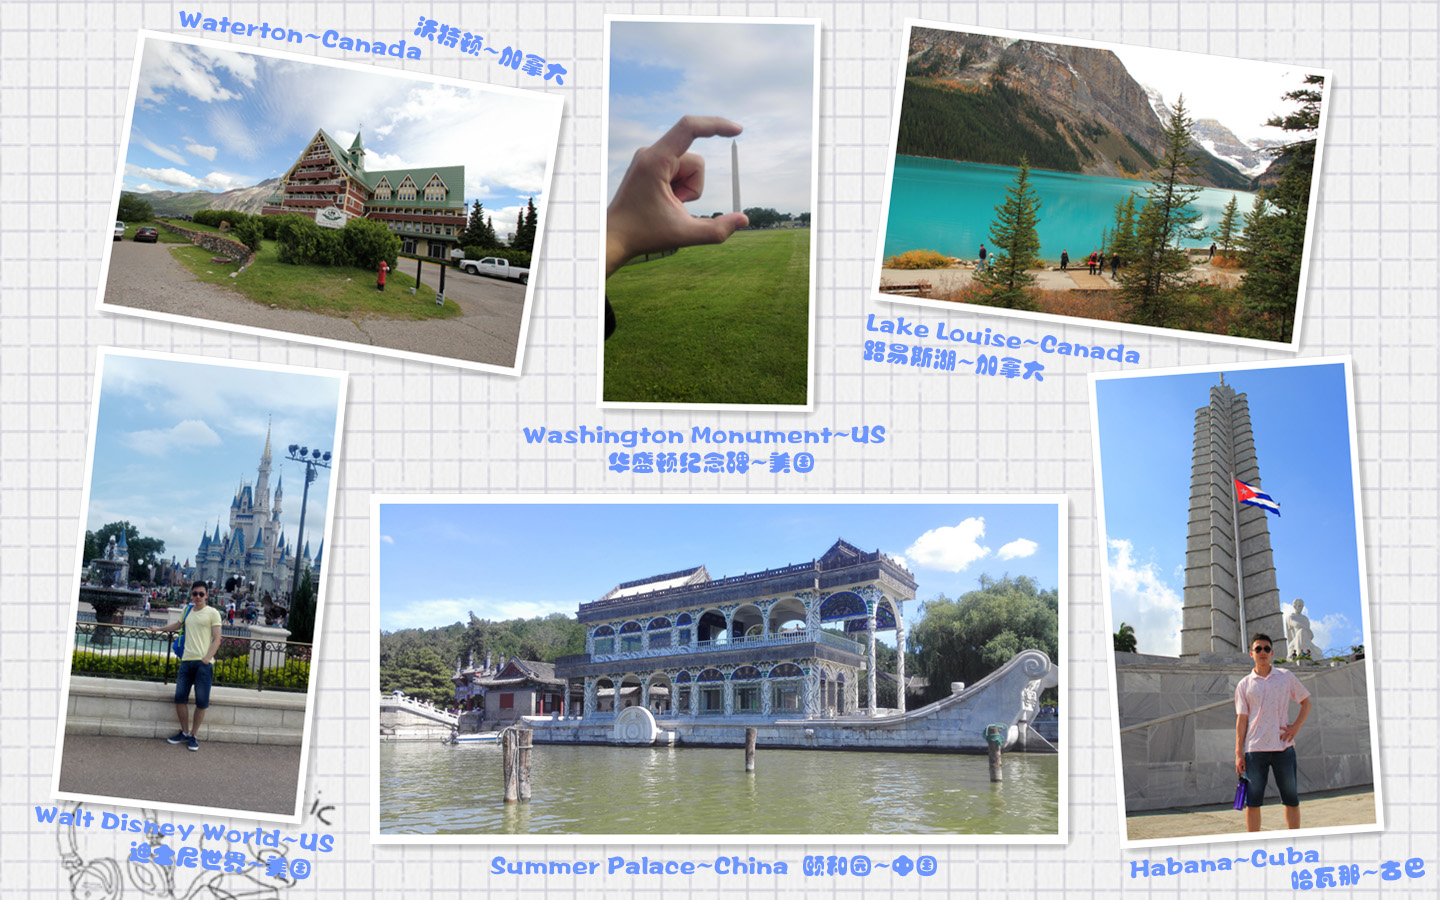 Waterton~Canada
沃特顿~加拿大
Lake Louise~Canada
路易斯湖~加拿大
Washington Monument~US
华盛顿纪念碑~美国
Walt Disney World~US
迪士尼世界~美国
ic
Summer Palace~China 颐和园~中国
Habana~Cuba
哈瓦那~古巴